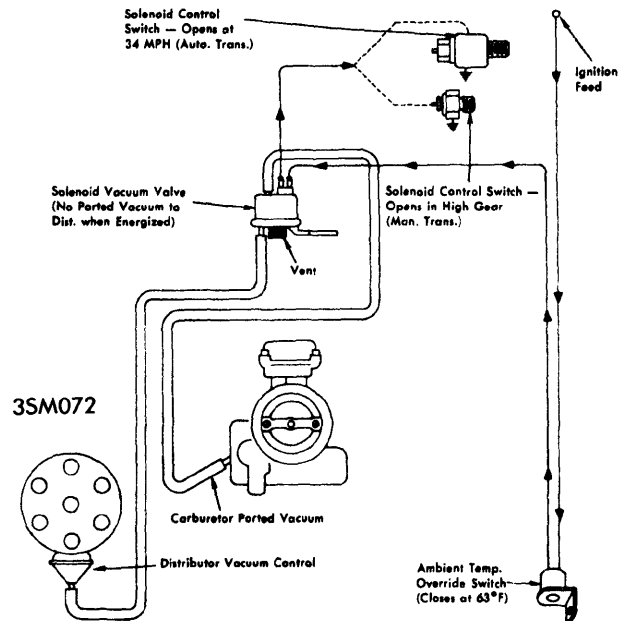 Solenoid Control
Switch — Opens at
34 MPH (Auto. Trans.)
Ignition
Feed
Solenoid Vacuum Valve
(No Ported Vacuum to
Dist. when Energized)
Solenoid Control Switch —
Opens in High Gear
(Man. Trans.)
Vent
3SM072
Carburetor Ported Vacuum
Distributor Vacuum Control
Ambient Temp.
Override Switch
(Closes at 63°F)